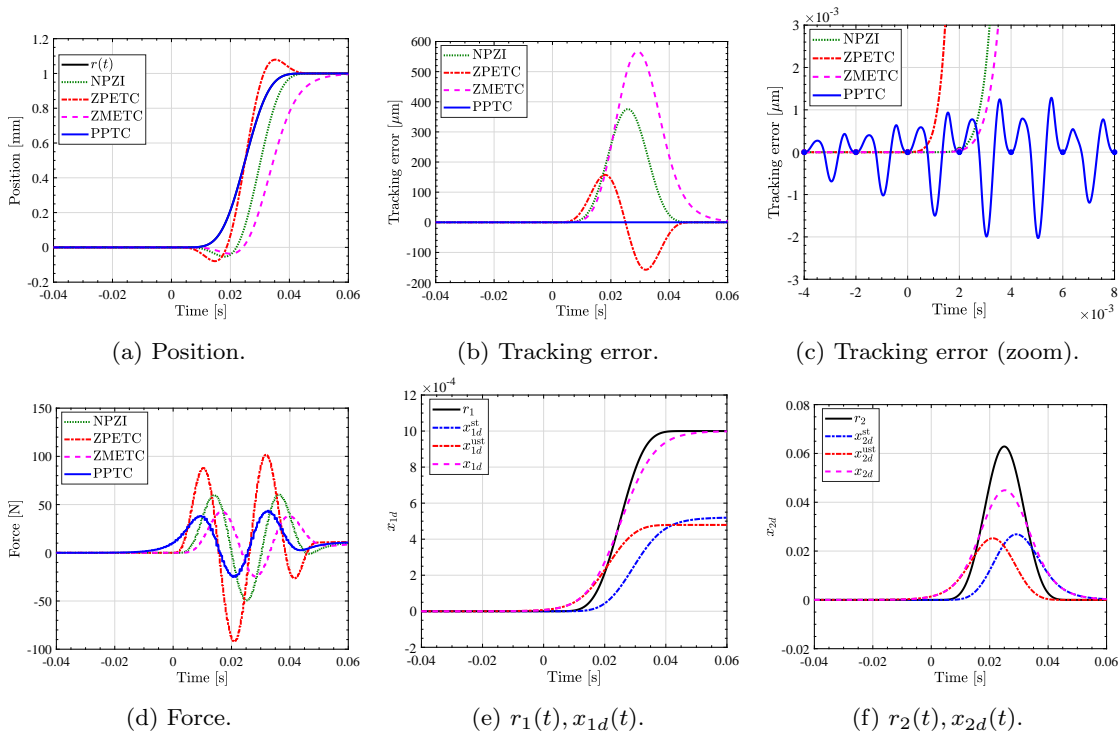 1.2
1
0.8
0.6
0.4
0.2
0
-0.2
-0.04 -0.02 0 0.02 0.04 0.06
Position [mm]
Time [s]
r(t)
NPZI
ZPETC
ZMETC
PPTC
(a) Position.
600
500
400
300
200
100
0
-100
-200
-0.04 -0.02 0 0.02 0.04 0.06
Tracking error [μm]
Time [s]
NPZI
ZPETC
ZMETC
PPTC
(b) Tracking error.
×10⁻³
3
2
1
0
-1
-2
-3
-4 -2 0 2 4 6 8
×10⁻³
Tracking error [μm]
Time [s]
NPZI
ZPETC
ZMETC
PPTC
(c) Tracking error (zoom).
150
100
50
0
-50
-100
-0.04 -0.02 0 0.02 0.04 0.06
Force [N]
Time [s]
NPZI
ZPETC
ZMETC
PPTC
(d) Force.
×10⁻⁴
12
10
8
6
4
2
0
-2
-0.04 -0.02 0 0.02 0.04 0.06
x₁d
Time [s]
r₁
x₁dˢᵗ
x₁dᵘˢᵗ
x₁d
(e) r₁(t), x₁d(t).
0.08
0.06
0.04
0.02
0
-0.02
-0.04 -0.02 0 0.02 0.04 0.06
x₂d
Time [s]
r₂
x₂dˢᵗ
x₂dᵘˢᵗ
x₂d
(f) r₂(t), x₂d(t).